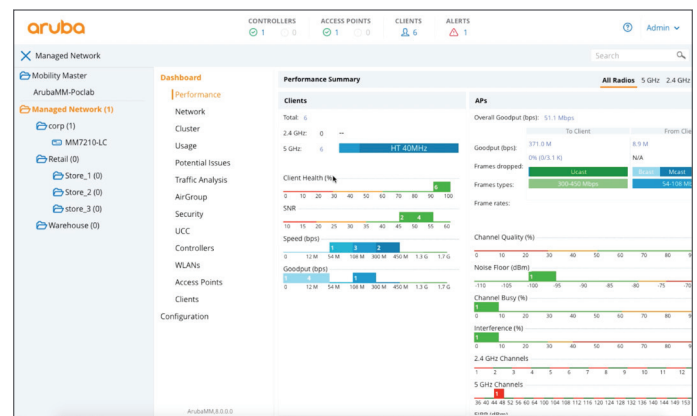 aruba
CONTROLLERS ACCESS POINTS CLIENTS ALERTS
1 0 1 0 6 1
Admin
Managed Network
Search
Mobility Master
ArubaMM-Poclab
Managed Network (1)
corp (1)
MM7210-LC
Retail (0)
Store_1 (0)
Store_2 (0)
store_3 (0)
Warehouse (0)
Dashboard
Performance
Network
Cluster
Usage
Potential Issues
Traffic Analysis
AirGroup
Security
UCC
Controllers
WLANs
Access Points
Clients
Configuration
ArubaMM,8.0.0.0
Performance Summary
All Radios 5 GHz 2.4 GHz
Clients
Total: 6
2.4 GHz: 0 --
5 GHz: 6 HT 40MHz
Client Health (%)
6
0 10 20 30 40 50 60 70 80 90 100
SNR
2 4
10 15 20 25 30 35 40 45 50 55 60
Speed (bps)
1 3 2
0 12 M 54 M 108 M 300 M 450 M 1.3 G 1.7 G
Goodput (bps)
1 4 1
0 12 M 54 M 108 M 300 M 450 M 1.3 G 1.7 G
APs
Overall Goodput (bps): 51.1 Mbps
To Client From Clie
Goodput (bps): 371.0 M 8.9 M
Frames dropped: 0% (0/3.1 K) N/A
Frames types: Ucast Bcast Mcast
Frame rates: 300-450 Mbps 54-108 Mb
Channel Quality (%)
0 10 20 30 40 50 60 70 80 9
Noise Floor (dBm)
1
-110 -105 -100 -95 -90 -85 -80 -75 -70
Channel Busy (%)
1
0 10 20 30 40 50 60 70 80 9
Interference (%)
1
0 10 20 30 40 50 60 70 80 9
2.4 GHz Channels
1 2 3 4 5 6 7 8 9 10 11 12
5 GHz Channels
1
36 40 44 48 52 56 60 64 100 104 108 112 116 120 124 128 132 136 140 144 149 153